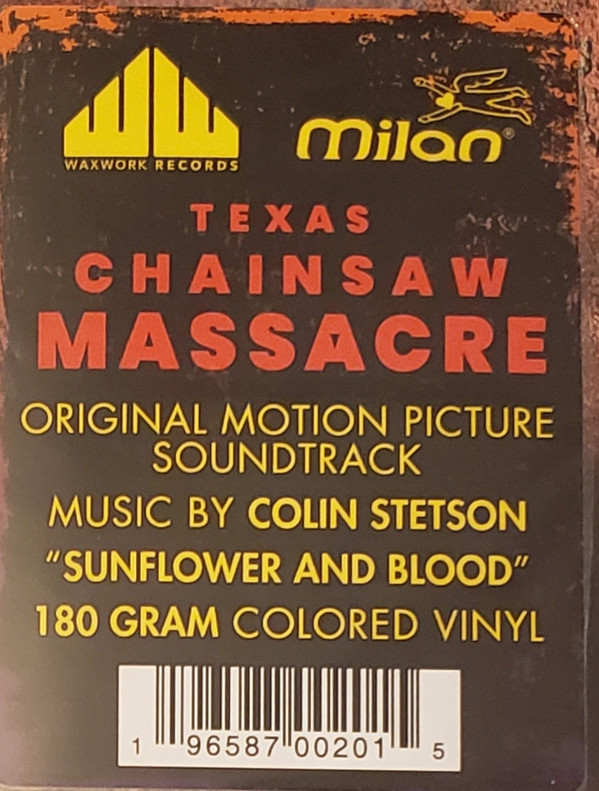 WAXWORK RECORDS
milan®
TEXAS
CHAINSAW
MASSACRE
ORIGINAL MOTION PICTURE
SOUNDTRACK
MUSIC BY COLIN STETSON
“SUNFLOWER AND BLOOD”
180 GRAM COLORED VINYL
1 96587 00201 5